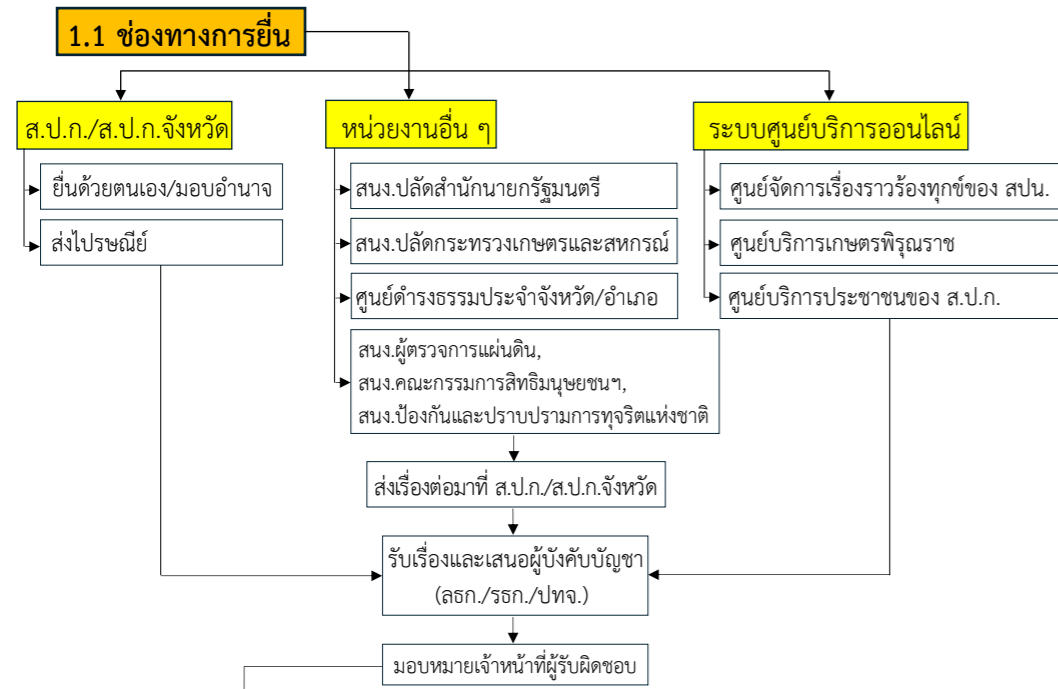 1.1 ช่องทางการยื่น
ส.ป.ก./ส.ป.ก.จังหวัด
ยื่นด้วยตนเอง/มอบอำนาจ
ส่งไปรษณีย์
หน่วยงานอื่น ๆ
สนง.ปลัดสำนักนายกรัฐมนตรี
สนง.ปลัดกระทรวงเกษตรและสหกรณ์
ศูนย์ดำรงธรรมประจำจังหวัด/อำเภอ
สนง.ผู้ตรวจการแผ่นดิน,
สนง.คณะกรรมการสิทธิมนุษยชนฯ,
สนง.ป้องกันและปราบปรามการทุจริตแห่งชาติ
ระบบศูนย์บริการออนไลน์
ศูนย์จัดการเรื่องราวร้องทุกข์ของ สปน.
ศูนย์บริการเกษตรพิรุณราช
ศูนย์บริการประชาชนของ ส.ป.ก.
ส่งเรื่องต่อมาที่ ส.ป.ก./ส.ป.ก.จังหวัด
รับเรื่องและเสนอผู้บังคับบัญชา
(ลธก./รธก./ปทจ.)
มอบหมายเจ้าหน้าที่ผู้รับผิดชอบ